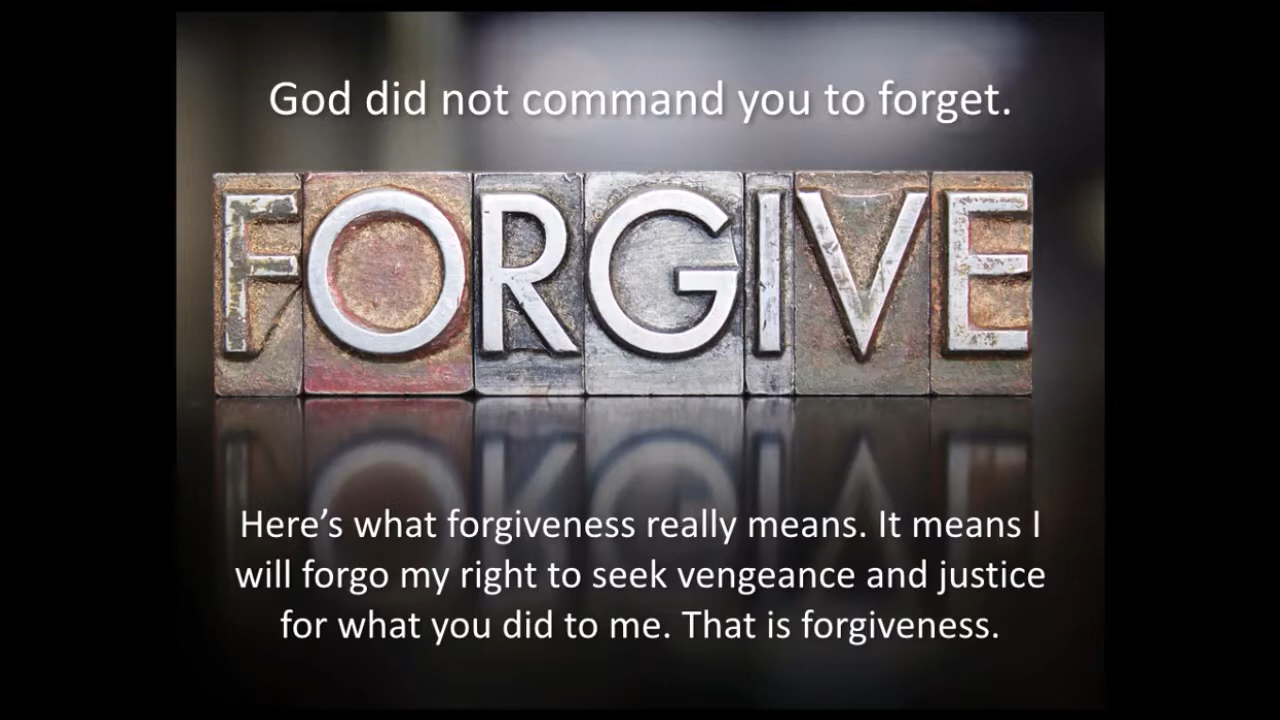 God did not command you to forget.
FORGIVE
Here’s what forgiveness really means. It means I
will forgo my right to seek vengeance and justice
for what you did to me. That is forgiveness.